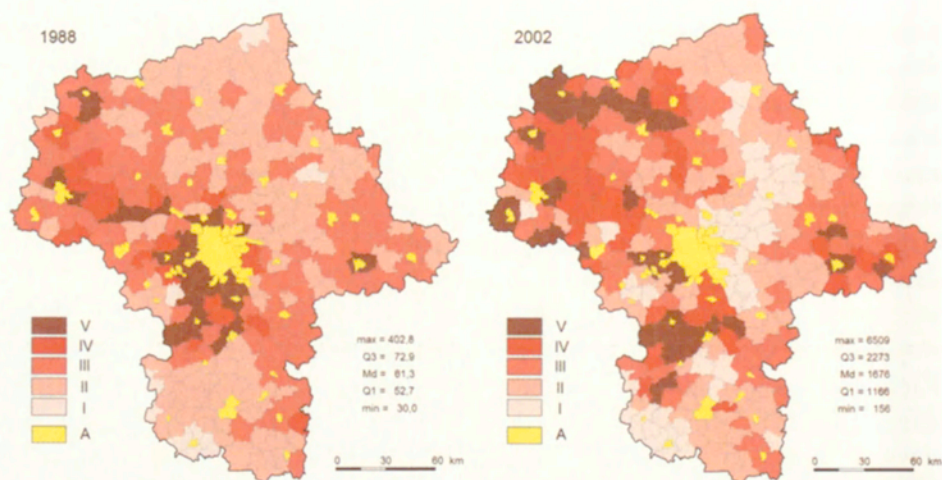 1988
V
IV
III
II
I
A
max = 402,8
Q3 = 72,9
Md = 61,3
Q1 = 52,7
min = 30,0
0 30 60 km
2002
V
IV
III
II
I
A
max = 6509
Q3 = 2273
Md = 1676
Q1 = 1166
min = 156
0 30 60 km